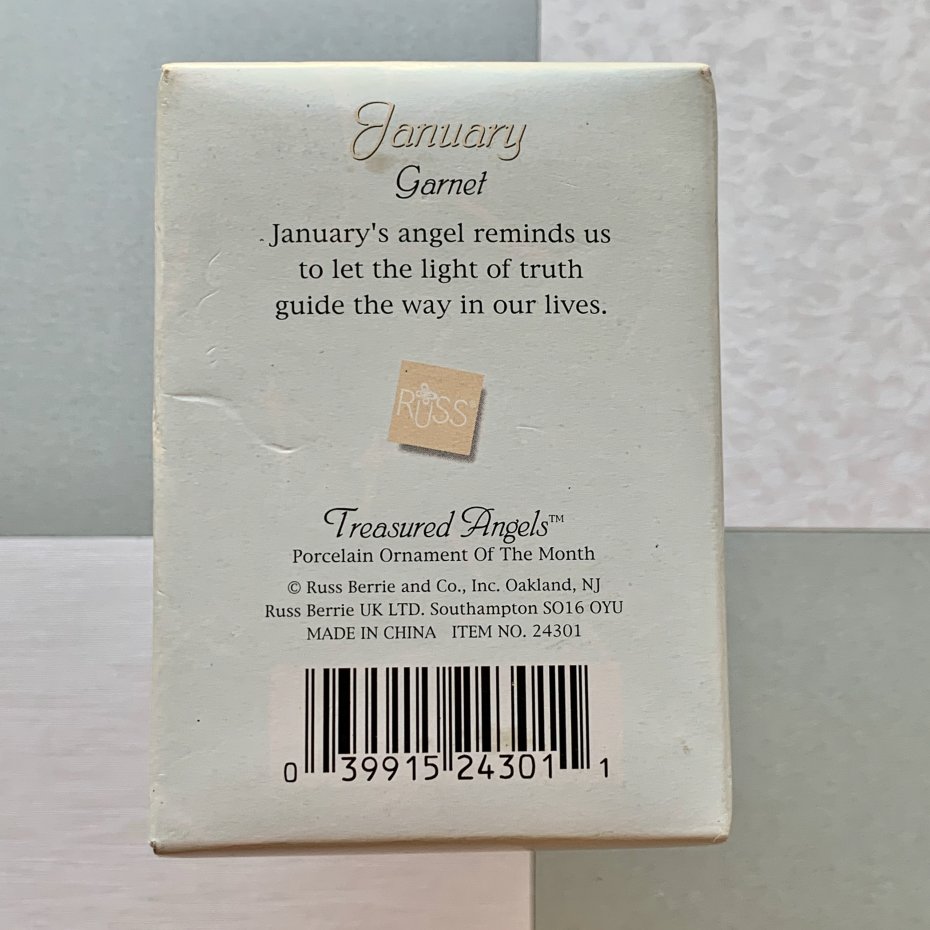 January
Garnet
January's angel reminds us
to let the light of truth
guide the way in our lives.
RUSS®
Treasured Angels™
Porcelain Ornament Of The Month
© Russ Berrie and Co., Inc. Oakland, NJ
Russ Berrie UK LTD. Southampton SO16 OYU
MADE IN CHINA ITEM NO. 24301
0 39915 24301 1